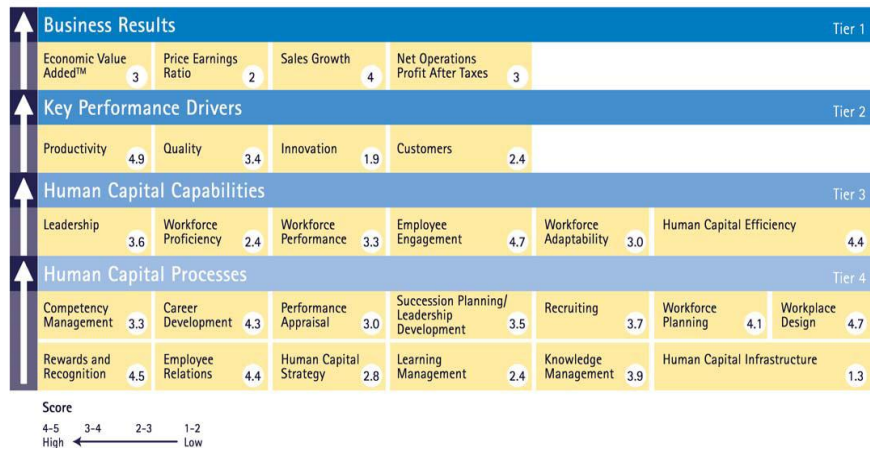 Business Results Tier 1
Economic Value Added™ 3
Price Earnings Ratio 2
Sales Growth 4
Net Operations Profit After Taxes 3
Key Performance Drivers Tier 2
Productivity 4.9
Quality 3.4
Innovation 1.9
Customers 2.4
Human Capital Capabilities Tier 3
Leadership 3.6
Workforce Proficiency 2.4
Workforce Performance 3.3
Employee Engagement 4.7
Workforce Adaptability 3.0
Human Capital Efficiency 4.4
Human Capital Processes Tier 4
Competency Management 3.3
Career Development 4.3
Performance Appraisal 3.0
Succession Planning/ Leadership Development 3.5
Recruiting 3.7
Workforce Planning 4.1
Workplace Design 4.7
Rewards and Recognition 4.5
Employee Relations 4.4
Human Capital Strategy 2.8
Learning Management 2.4
Knowledge Management 3.9
Human Capital Infrastructure 1.3
Score
4-5 3-4 2-3 1-2
High Low